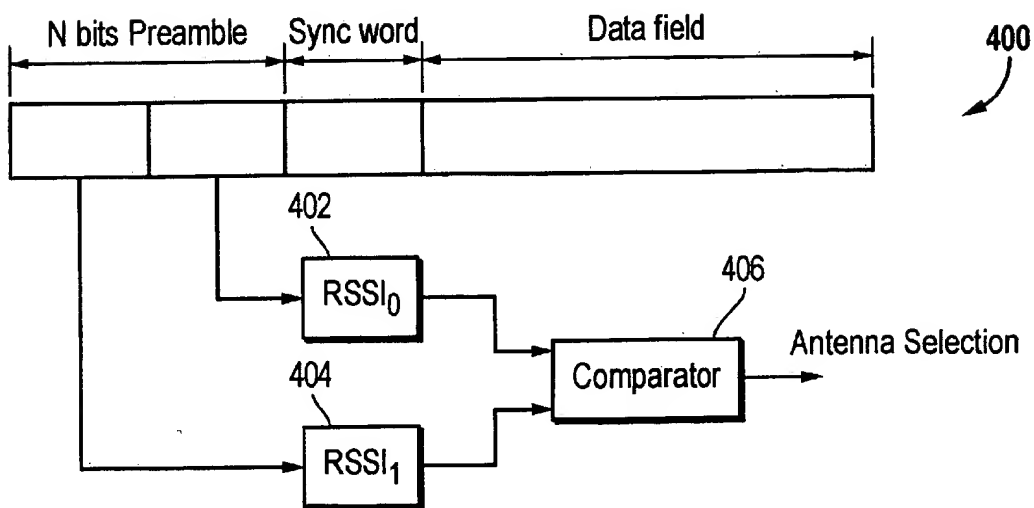 N bits Preamble
Sync word
Data field
400
402
RSSI0
406
Comparator
Antenna Selection
404
RSSI1